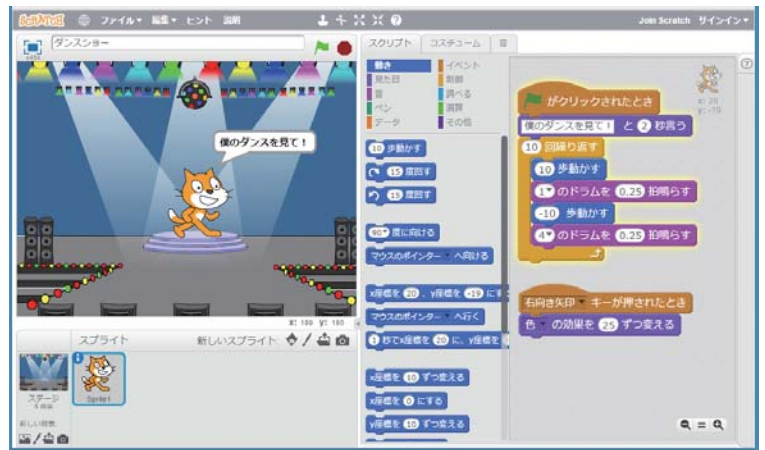 SCRATCH ファイル▼ 編集▼ ヒント 説明 Join Scratch サインイン▼
ダンスショー
僕のダンスを見て!
x: 180 y: 180
スプライト 新しいスプライト:
ステージ
Sprite1
新しい背景:
スクリプト コスチューム 音
動き イベント
見た目 制御
音 調べる
ペン 演算
データ その他
10 歩動かす
15 度回す
15 度回す
90▼ 度に向ける
マウスのポインター へ向ける
x座標を 20 、y座標を -19 にす
マウスのポインター へ行く
1 秒でx座標を 20 に、y座標を
x座標を 10 ずつ変える
x座標を 0 にする
y座標を 10 ずつ変える
x: 20
y: -19
がクリックされたとき
僕のダンスを見て! と 2 秒言う
10 回繰り返す
10 歩動かす
1▼ のドラムを 0.25 拍鳴らす
-10 歩動かす
4▼ のドラムを 0.25 拍鳴らす
右向き矢印 キーが押されたとき
色 の効果を 25 ずつ変える